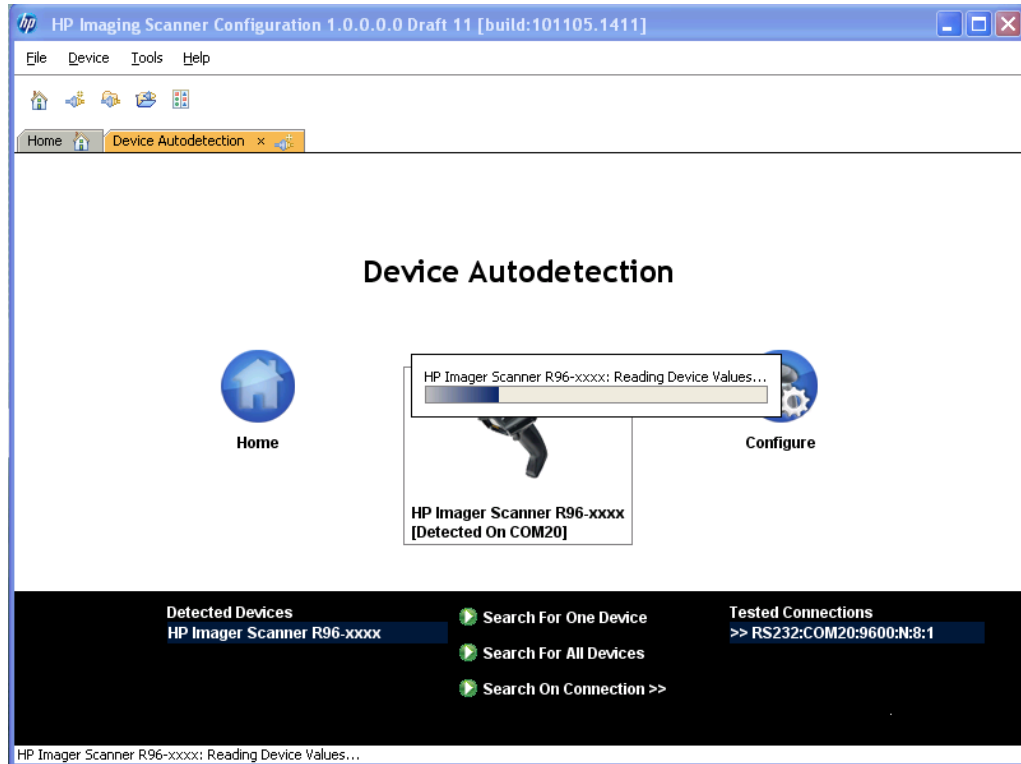 hp HP Imaging Scanner Configuration 1.0.0.0.0 Draft 11 [build:101105.1411]
File Device Tools Help
Home Device Autodetection ×
Device Autodetection
HP Imager Scanner R96-xxxx: Reading Device Values...
Home
Configure
HP Imager Scanner R96-xxxx
[Detected On COM20]
Detected Devices
HP Imager Scanner R96-xxxx
Search For One Device
Search For All Devices
Search On Connection >>
Tested Connections
>> RS232:COM20:9600:N:8:1
HP Imager Scanner R96-xxxx: Reading Device Values...